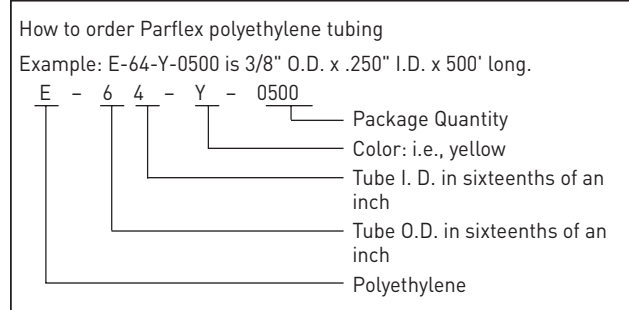 How to order Parflex polyethylene tubing
Example: E-64-Y-0500 is 3/8" O.D. x .250" I.D. x 500' long.
E – 6 4 – Y – 0500
Package Quantity
Color: i.e., yellow
Tube I. D. in sixteenths of an
inch
Tube O.D. in sixteenths of an
inch
Polyethylene